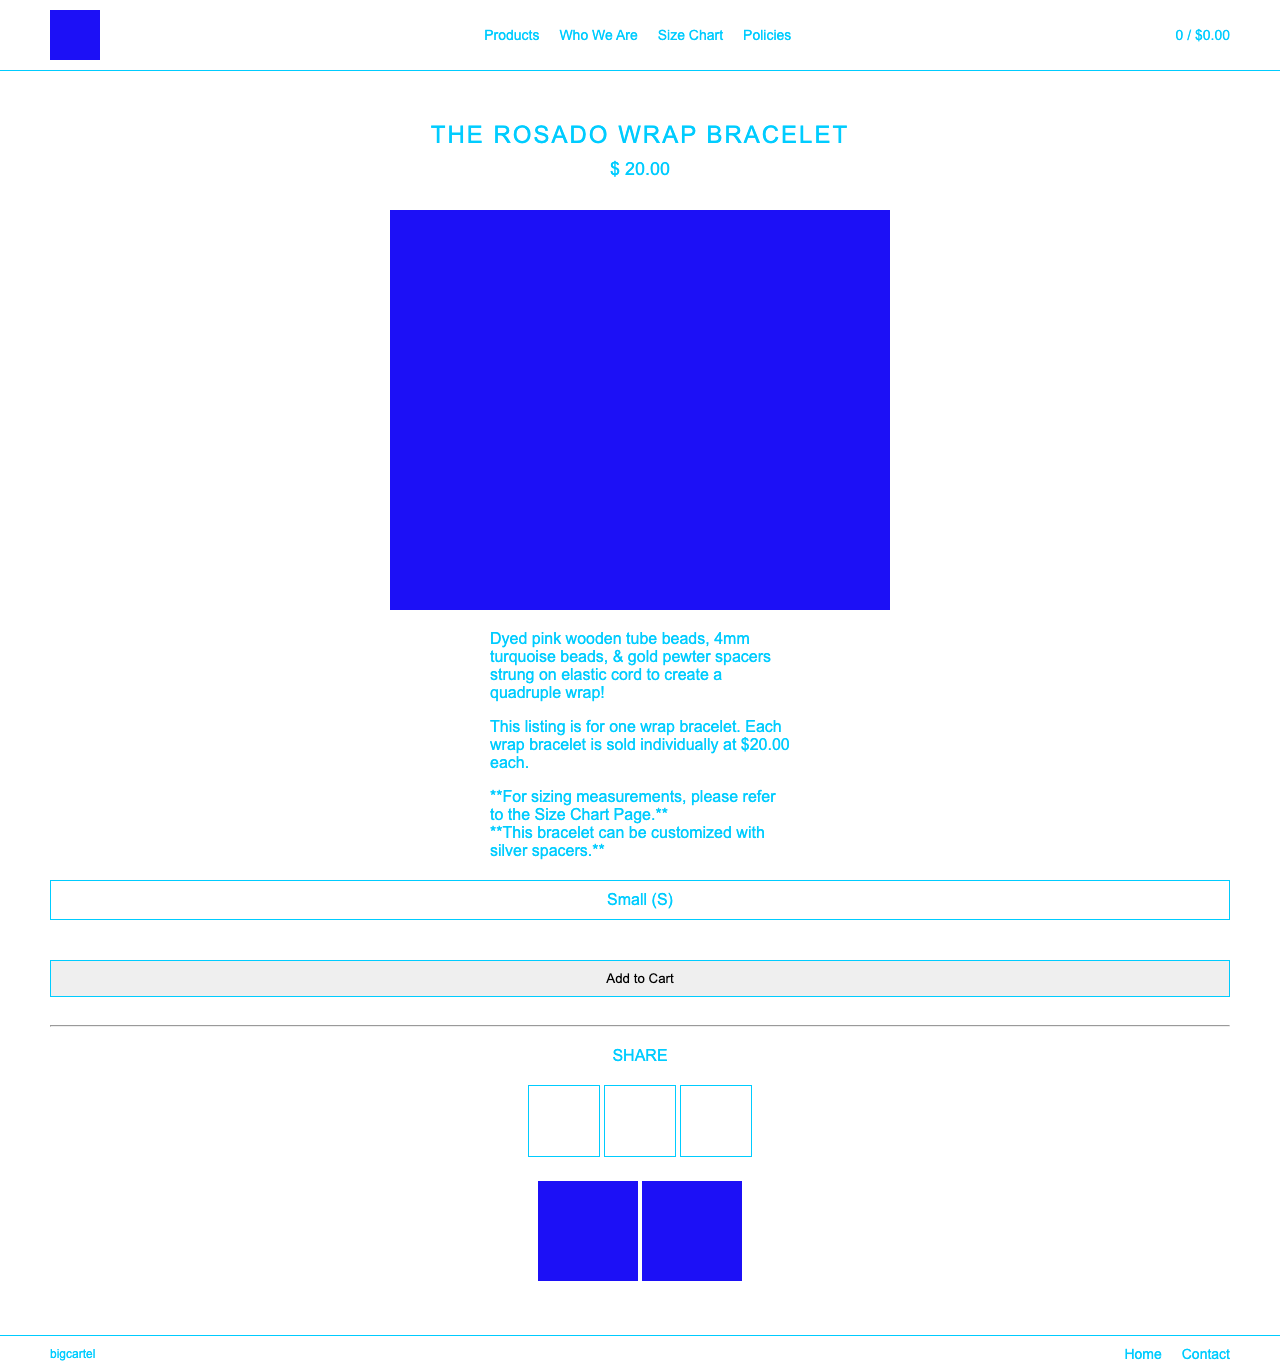 Products Who We Are Size Chart Policies 0 / $0.00
THE ROSADO WRAP BRACELET
$ 20.00
Dyed pink wooden tube beads, 4mm
turquoise beads, & gold pewter spacers
strung on elastic cord to create a
quadruple wrap!
This listing is for one wrap bracelet. Each
wrap bracelet is sold individually at $20.00
each.
**For sizing measurements, please refer
to the Size Chart Page.**
**This bracelet can be customized with
silver spacers.**
Small (S)
Add to Cart
SHARE
bigcartel Home Contact